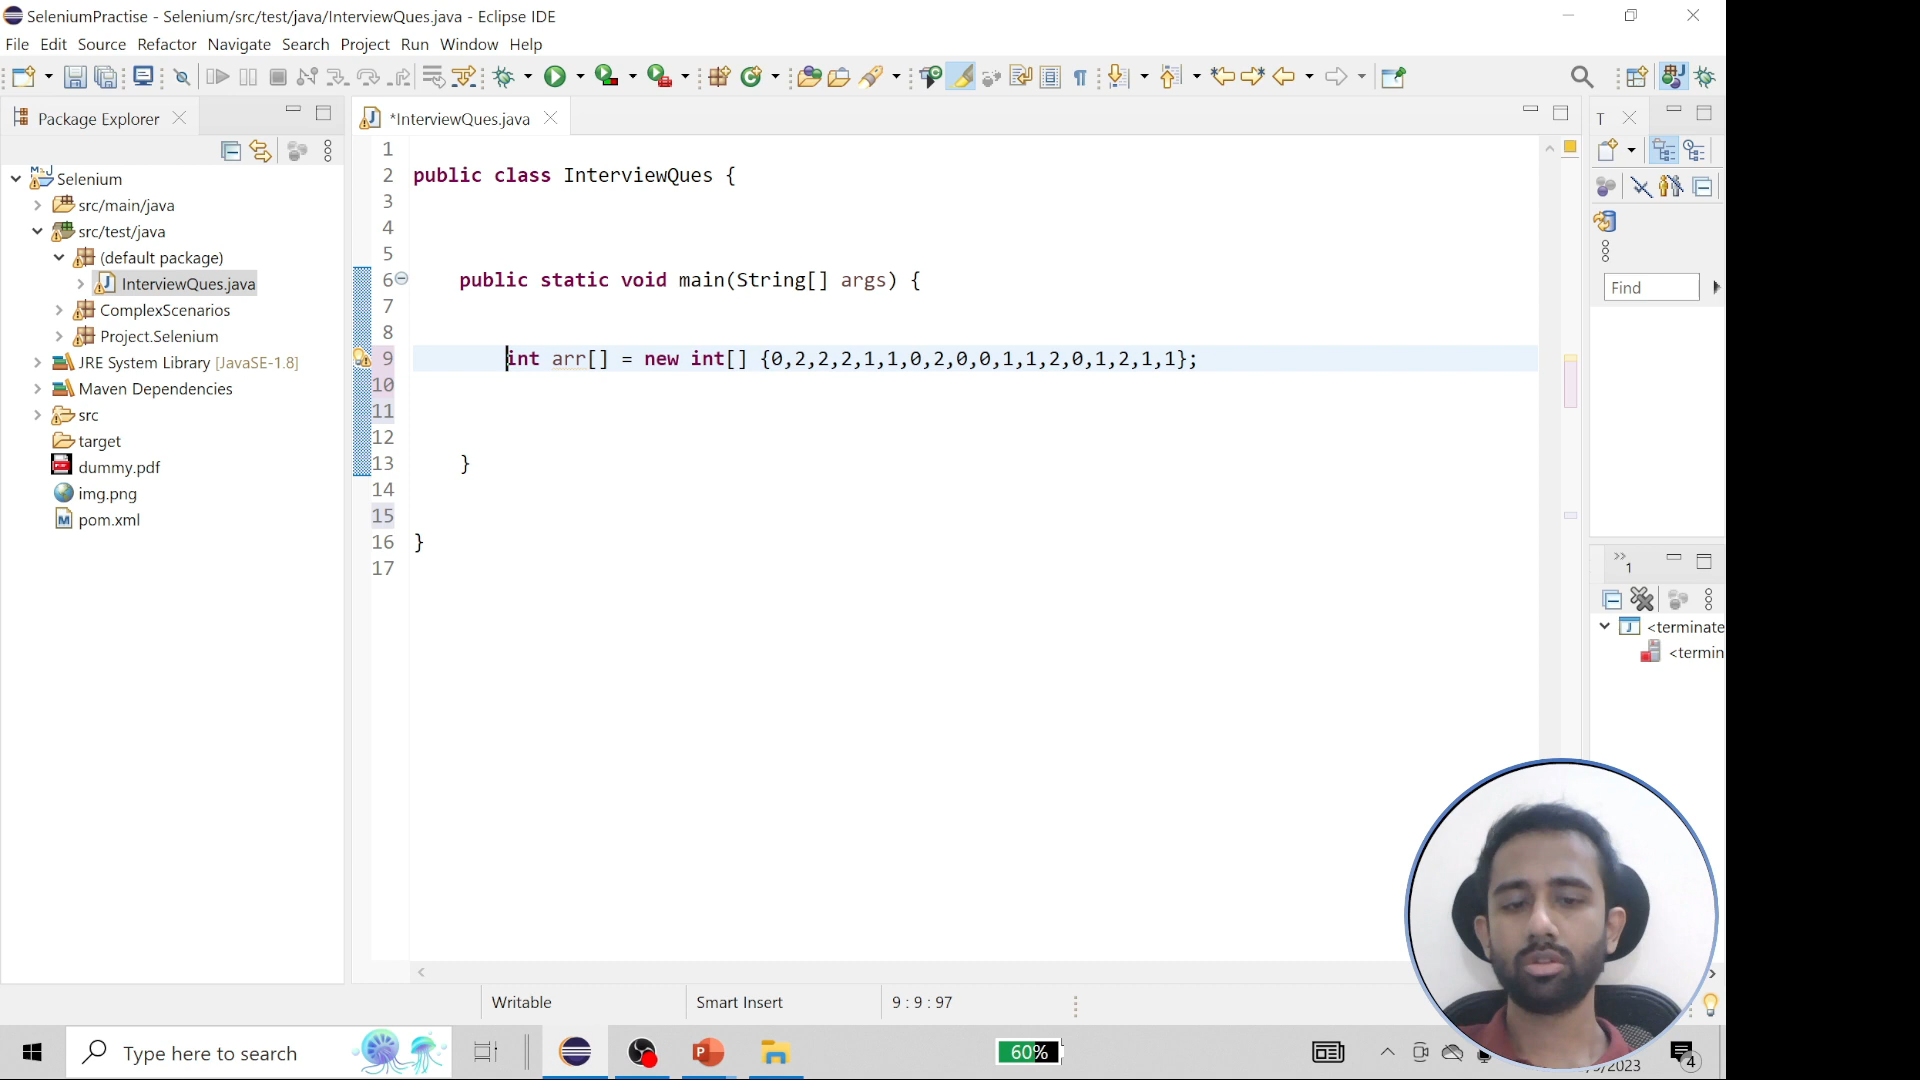 SeleniumPractise - Selenium/src/test/java/InterviewQues.java - Eclipse IDE
File Edit Source Refactor Navigate Search Project Run Window Help
Package Explorer
*InterviewQues.java
T
Selenium
src/main/java
src/test/java
(default package)
InterviewQues.java
ComplexScenarios
Project.Selenium
JRE System Library [JavaSE-1.8]
Maven Dependencies
src
target
dummy.pdf
img.png
pom.xml
1
2 public class InterviewQues {
3
4
5
6 public static void main(String[] args) {
7
8
9 int arr[] = new int[] {0,2,2,2,1,1,0,2,0,0,1,1,2,0,1,2,1,1};
10
11
12
13 }
14
15
16 }
17
Find
1
<terminate
<termin
Writable
Smart Insert
9 : 9 : 97
Type here to search
60%
/2023
4